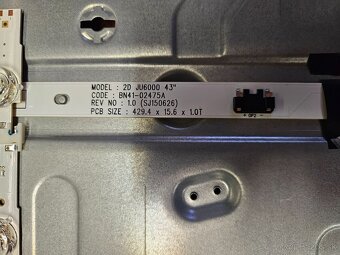 MODEL : 2D JU6000 43"
CODE : BN41-02475A
REV NO : 1.0 (SJ150626)
PCB SIZE : 429.4 x 15.6 x 1.0T